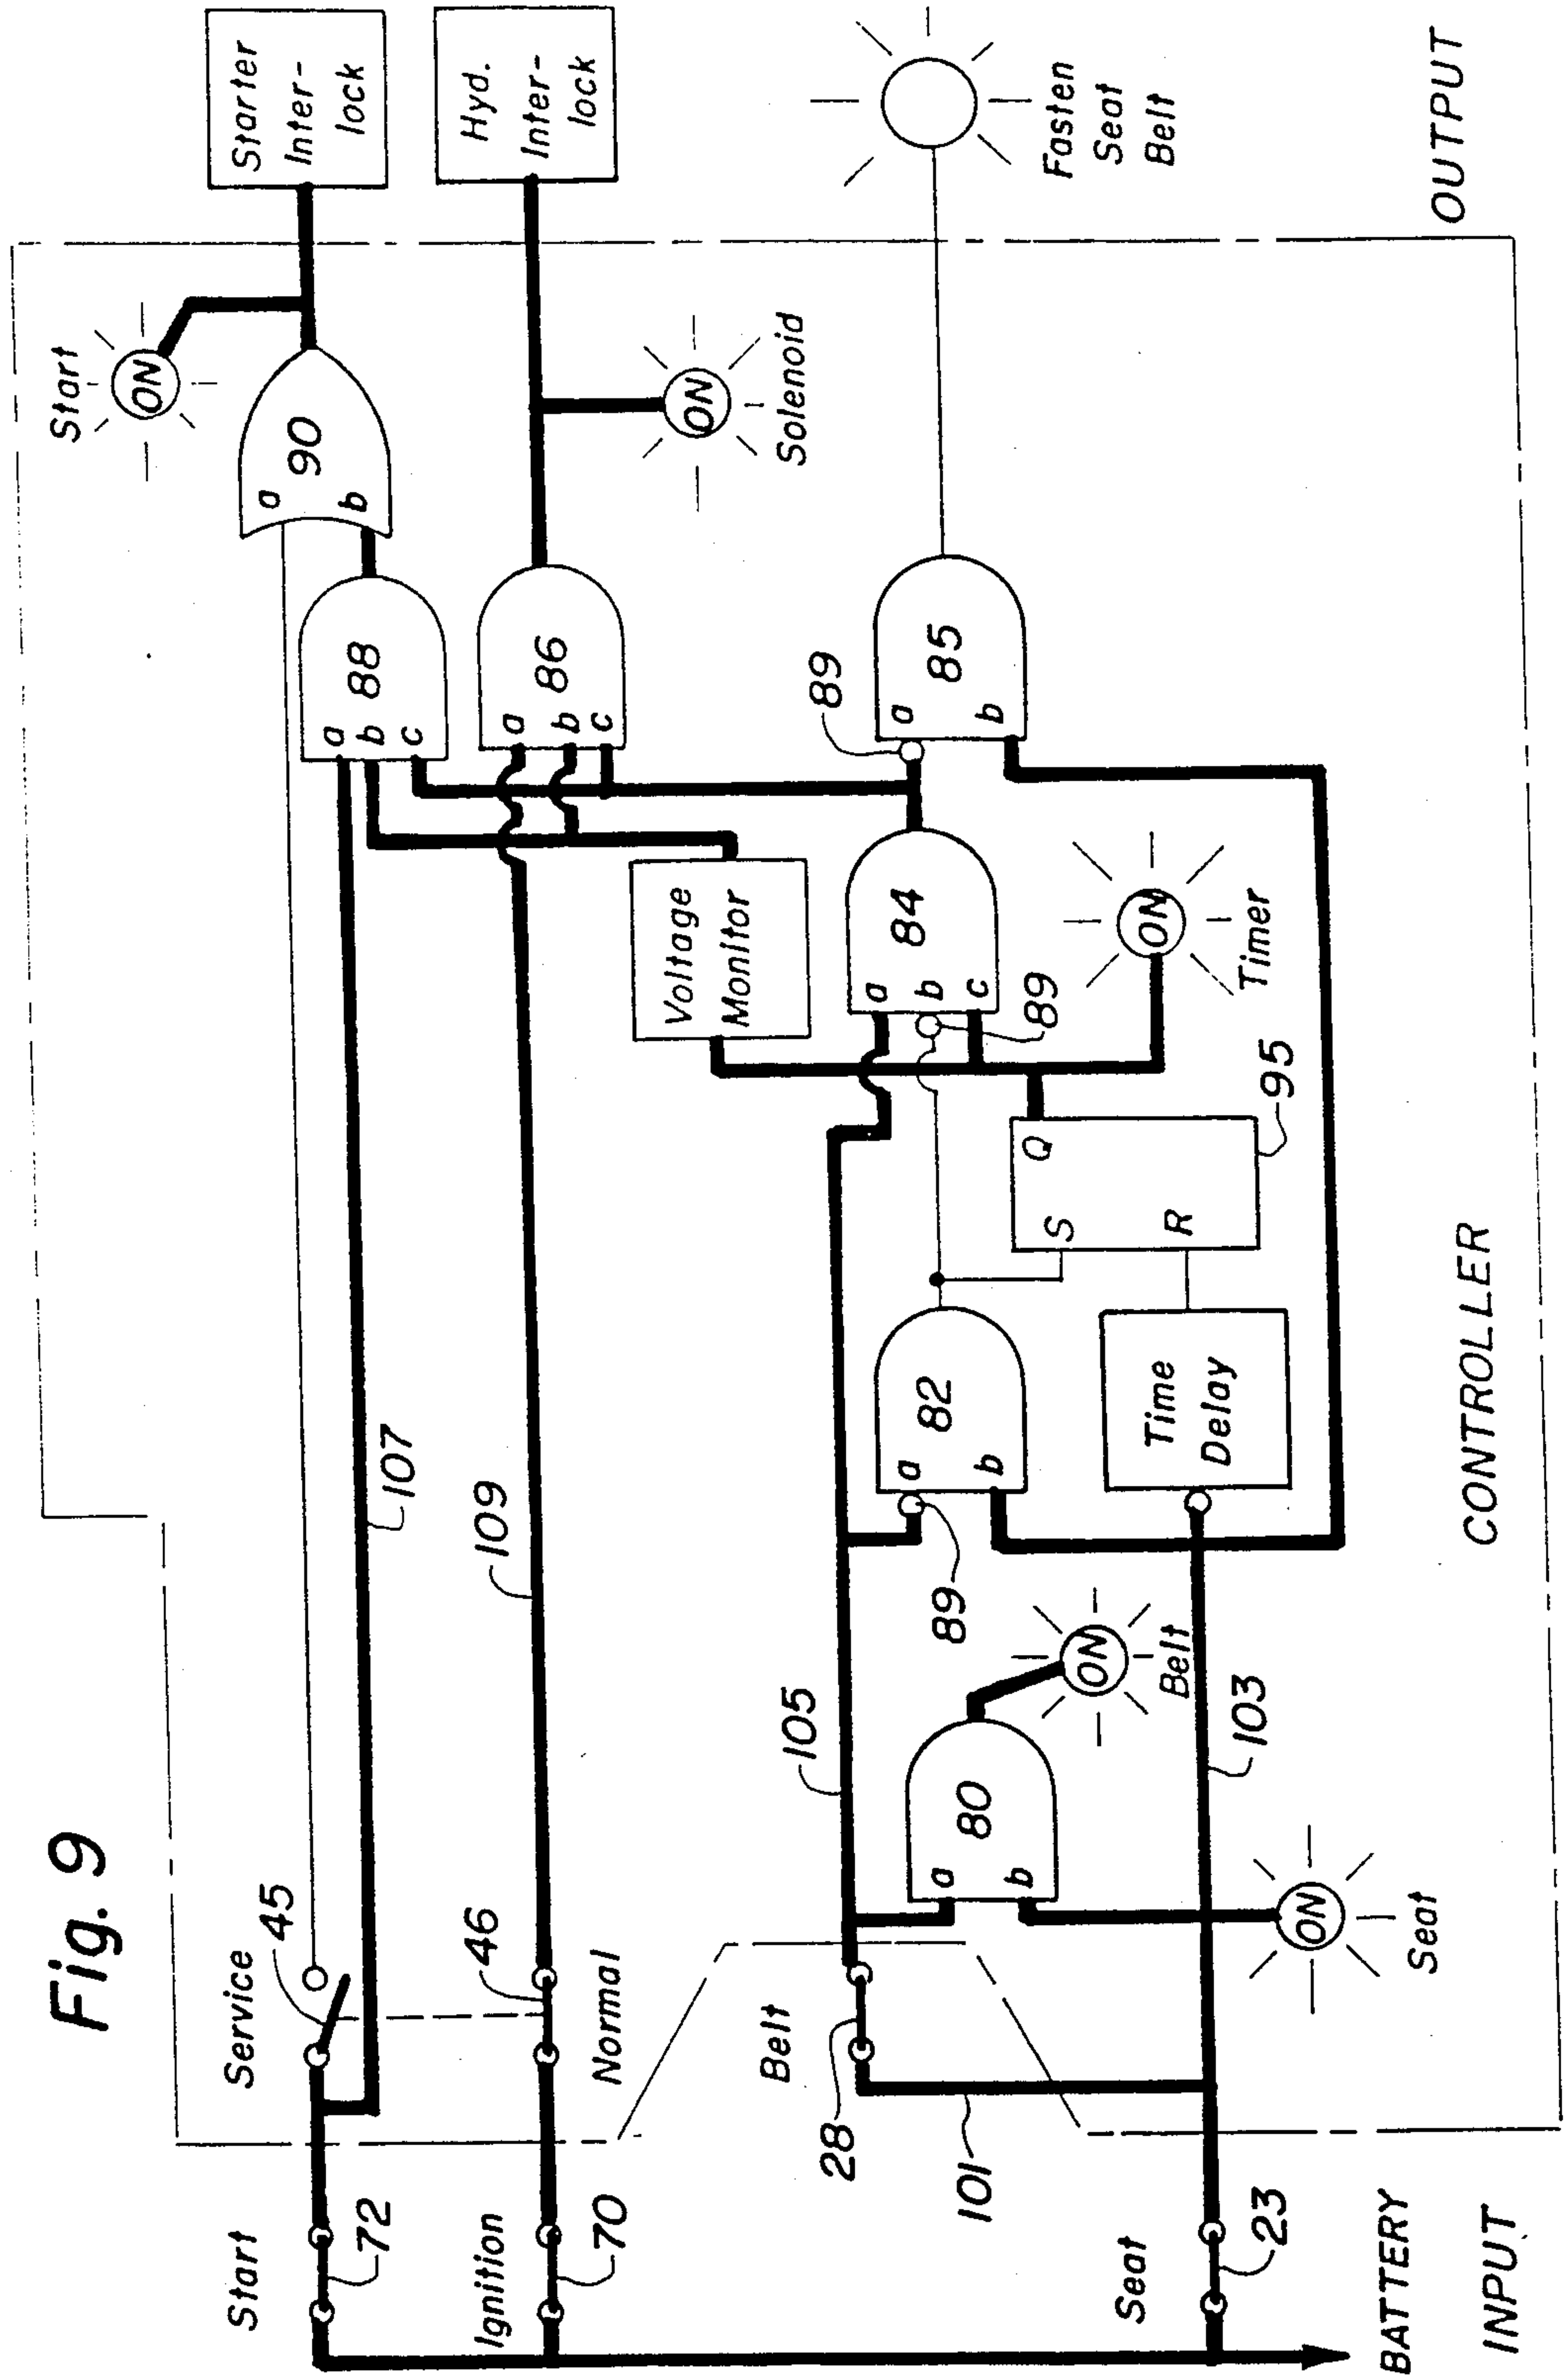 Fig. 9
Start
72
Service
45
107
88
a
b
c
90
a
b
Start
ON
Starter
Inter-
lock
Ignition
70
46
Normal
109
86
a
b
c
ON
Solenoid
Hyd.
Inter-
lock
Voltage
Monitor
Belt
28
101
105
80
a
b
ON
Belt
89
82
a
b
84
a
b
c
89
89
85
a
b
Fasten
Seat
Belt
Seat
23
103
ON
Seat
Time
Delay
S
R
Q
95
ON
Timer
BATTERY
INPUT
CONTROLLER
OUTPUT